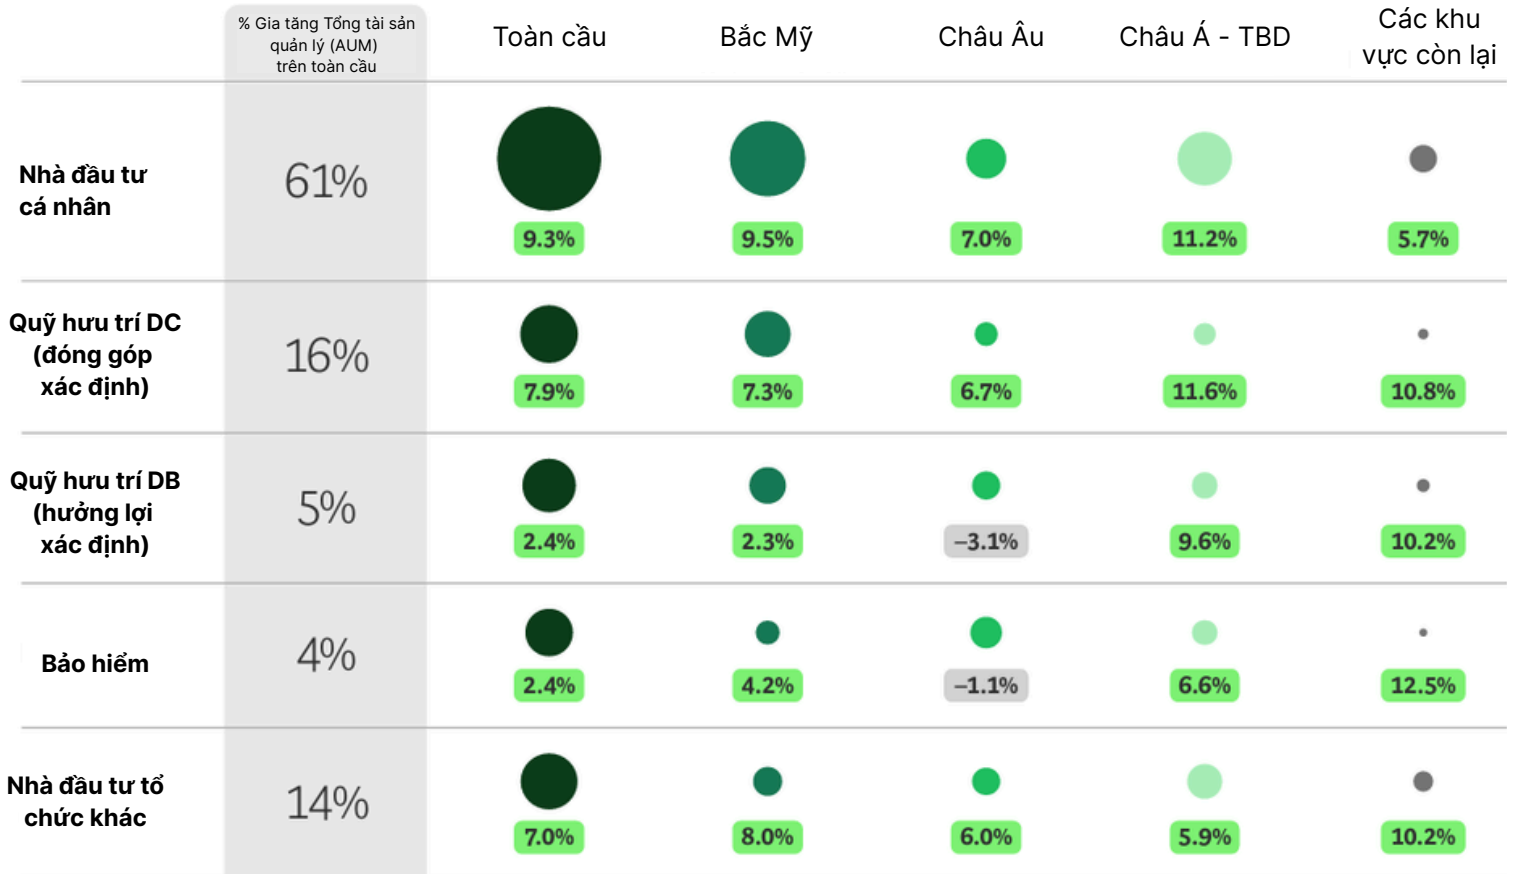 % Gia tăng Tổng tài sản
quản lý (AUM)
trên toàn cầu
Toàn cầu
Bắc Mỹ
Châu Âu
Châu Á - TBD
Các khu
vực còn lại
Nhà đầu tư
cá nhân
61%
9.3%
9.5%
7.0%
11.2%
5.7%
Quỹ hưu trí DC
(đóng góp
xác định)
16%
7.9%
7.3%
6.7%
11.6%
10.8%
Quỹ hưu trí DB
(hưởng lợi
xác định)
5%
2.4%
2.3%
–3.1%
9.6%
10.2%
Bảo hiểm
4%
2.4%
4.2%
–1.1%
6.6%
12.5%
Nhà đầu tư tổ
chức khác
14%
7.0%
8.0%
6.0%
5.9%
10.2%